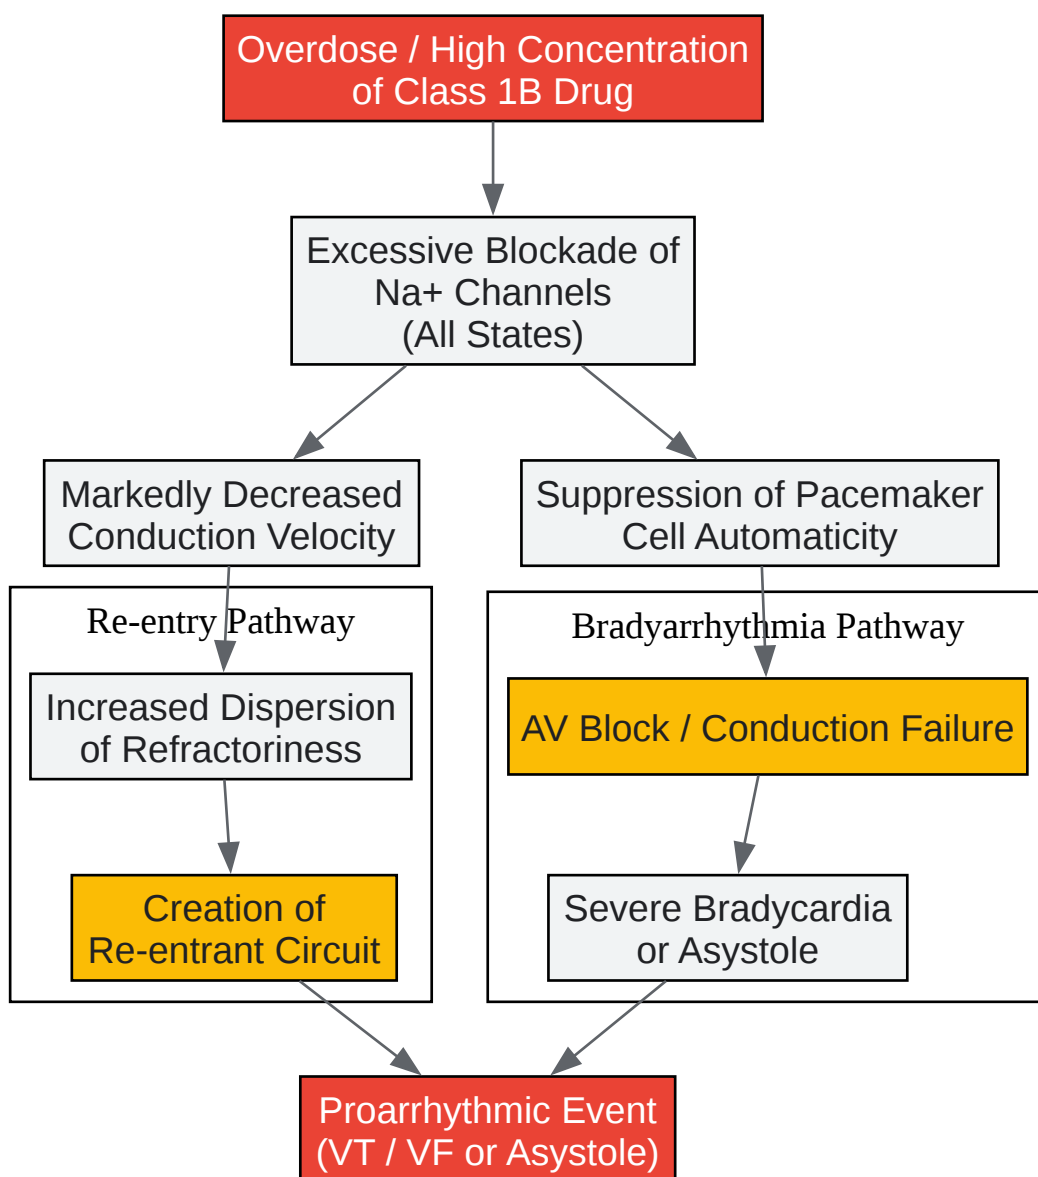 Overdose / High Concentration
of Class 1B Drug
Excessive Blockade of
Na+ Channels
(All States)
Markedly Decreased
Conduction Velocity
Suppression of Pacemaker
Cell Automaticity
Re-entry Pathway
Increased Dispersion
of Refractoriness
Creation of
Re-entrant Circuit
Bradyarrhythmia Pathway
AV Block / Conduction Failure
Severe Bradycardia
or Asystole
Proarrhythmic Event
(VT / VF or Asystole)